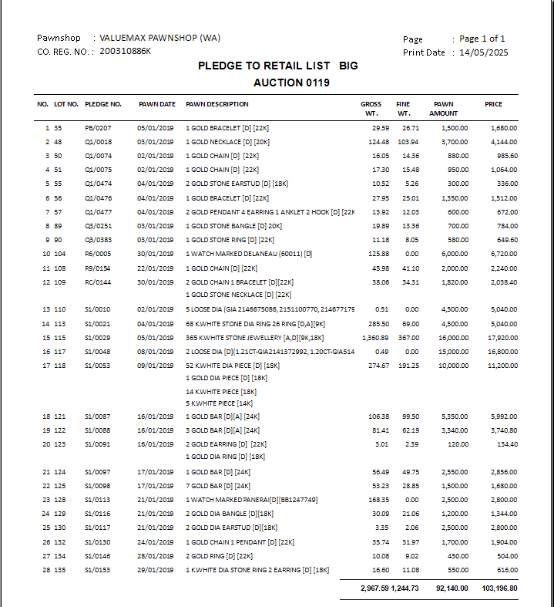 Pawnshop : VALUEMAX PAWNSHOP (WA)
CO. REG. NO. : 200310886K
Page : Page 1 of 1
Print Date : 14/05/2025
PLEDGE TO RETAIL LIST BIG
AUCTION 0119
NO. LOT NO. PLEDGE NO. PAWN DATE PAWN DESCRIPTION GROSS WT. FINE WT. PAWN AMOUNT PRICE
1 35 PB/0207 05/01/2019 1 GOLD BRACELET [D] [22K] 29.59 26.71 1,500.00 1,680.00
2 48 Q1/0018 03/01/2019 1 GOLD NECKLACE [D] [20K] 124.48 103.94 3,700.00 4,144.00
3 50 Q1/0074 04/01/2019 1 GOLD CHAIN [D] [22K] 16.05 14.36 880.00 985.60
4 51 Q1/0075 04/01/2019 1 GOLD CHAIN [D] [22K] 17.30 15.48 950.00 1,064.00
5 55 Q1/0474 04/01/2019 2 GOLD STONE EARSTUD [D] [18K] 10.52 5.26 300.00 336.00
6 56 Q1/0476 04/01/2019 1 GOLD BRACELET [D] [22K] 27.95 25.01 1,350.00 1,512.00
7 57 Q1/0477 04/01/2019 2 GOLD PENDANT 4 EARRING 1 ANKLET 2 HOOK [D] [22K 13.92 12.03 600.00 672.00
8 89 Q3/0251 03/01/2019 1 GOLD STONE BANGLE [D] [20K] 19.89 13.36 700.00 784.00
9 90 Q3/0383 03/01/2019 1 GOLD STONE RING [D] [22K] 11.18 8.05 580.00 649.60
10 104 R6/0005 30/01/2019 1 WATCH MARKED DELANEAU (60011) [D] 125.88 0.00 6,000.00 6,720.00
11 108 R9/0154 22/01/2019 1 GOLD CHAIN [D] [22K] 45.98 41.10 2,000.00 2,240.00
12 109 RC/0144 30/01/2019 2 GOLD CHAIN 1 BRACELET [D][22K] 38.06 34.31 1,820.00 2,038.40
1 GOLD STONE NECKLACE [D] [22K]
13 110 S1/0010 02/01/2019 5 LOOSE DIA (GIA 2146675086, 2151100770, 214677175 0.51 0.00 4,500.00 5,040.00
14 113 S1/0021 04/01/2019 68 K.WHITE STONE DIA RING 26 RING [D,A][9K] 285.50 69.00 4,500.00 5,040.00
15 115 S1/0029 05/01/2019 365 K.WHITE STONE JEWELLERY [A,D][9K,18K] 1,360.89 367.00 16,000.00 17,920.00
16 117 S1/0048 08/01/2019 2 LOOSE DIA [D](1.21CT-GIA2141372992, 1.20CT-GIA514 0.49 0.00 15,000.00 16,800.00
17 118 S1/0053 09/01/2019 52 K.WHITE DIA PIECE [D] [18K] 274.67 191.25 10,000.00 11,200.00
1 GOLD DIA PIECE [D] [18K]
14 K.WHITE PIECE [18K]
5 K.WHITE PIECE [14K]
18 121 S1/0087 16/01/2019 1 GOLD BAR [D][A] [24K] 106.38 99.50 5,350.00 5,992.00
19 122 S1/0088 16/01/2019 3 GOLD BAR [D][A] [24K] 81.41 62.19 3,340.00 3,740.80
20 123 S1/0091 16/01/2019 2 GOLD EARRING [D] [22K] 3.01 2.39 120.00 134.40
1 GOLD DIA RING [D] [18K]
21 124 S1/0097 17/01/2019 1 GOLD BAR [D] [24K] 56.49 49.75 2,550.00 2,856.00
22 125 S1/0098 17/01/2019 7 GOLD BAR [D] [24K] 53.23 28.85 1,500.00 1,680.00
23 128 S1/0113 21/01/2019 1 WATCH MARKED PANERAI[D][BB1247749] 168.35 0.00 2,500.00 2,800.00
24 129 S1/0116 21/01/2019 2 GOLD DIA BANGLE [D][18K] 30.09 21.06 1,200.00 1,344.00
25 130 S1/0117 21/01/2019 2 GOLD DIA EARSTUD [D][18K] 3.35 2.06 2,500.00 2,800.00
26 132 S1/0130 24/01/2019 1 GOLD CHAIN 1 PENDANT [D] [22K] 35.74 31.97 1,700.00 1,904.00
27 134 S1/0146 28/01/2019 2 GOLD RING [D] [22K] 10.08 9.02 450.00 504.00
28 135 S1/0153 29/01/2019 1 K.WHITE DIA STONE RING 2 EARRING [D] [18K] 16.60 11.08 550.00 616.00
2,967.59 1,244.73 92,140.00 103,196.80